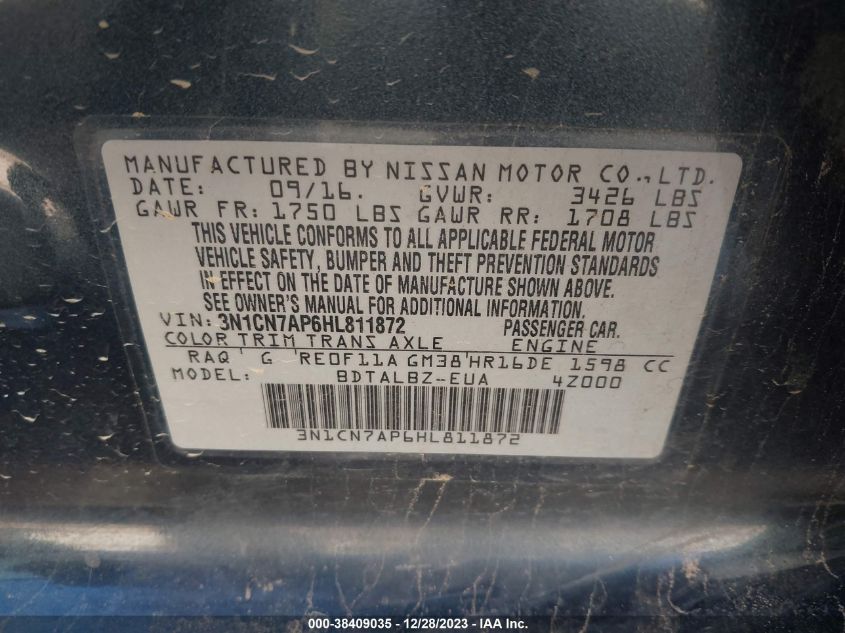 MANUFACTURED BY NISSAN MOTOR CO., LTD.
DATE: 09/16. GVWR: 3426 LBS
GAWR FR: 1750 LBS GAWR RR: 1708 LBS
THIS VEHICLE CONFORMS TO ALL APPLICABLE FEDERAL MOTOR
VEHICLE SAFETY, BUMPER AND THEFT PREVENTION STANDARDS
IN EFFECT ON THE DATE OF MANUFACTURE SHOWN ABOVE.
SEE OWNER'S MANUAL FOR ADDITIONAL INFORMATION.
VIN: 3N1CN7AP6HL811872 PASSENGER CAR.
COLOR TRIM TRANS AXLE ENGINE
RAQ' G 'RE0F11A GM38'HR16DE 1598 CC
MODEL: BDTALBZ-EUA 4Z000
3N1CN7AP6HL811872
000-38409035 - 12/28/2023 - IAA Inc.